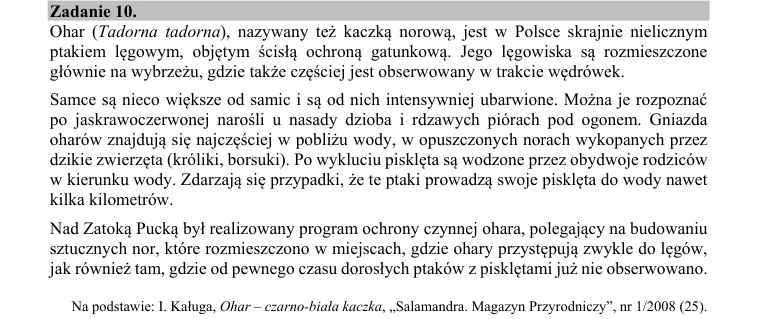 Zadanie 10.
Ohar (Tadorna tadorna), nazywany też kaczką norową, jest w Polsce skrajnie nielicznym
ptakiem lęgowym, objętym ścisłą ochroną gatunkową. Jego lęgowiska są rozmieszczone
głównie na wybrzeżu, gdzie także częściej jest obserwowany w trakcie wędrówek.
Samce są nieco większe od samic i są od nich intensywniej ubarwione. Można je rozpoznać
po jaskrawoczerwonej narośli u nasady dzioba i rdzawych piórach pod ogonem. Gniazda
oharów znajdują się najczęściej w pobliżu wody, w opuszczonych norach wykopanych przez
dzikie zwierzęta (króliki, borsuki). Po wykluciu pisklęta są wodzone przez obydwoje rodziców
w kierunku wody. Zdarzają się przypadki, że te ptaki prowadzą swoje pisklęta do wody nawet
kilka kilometrów.
Nad Zatoką Pucką był realizowany program ochrony czynnej ohara, polegający na budowaniu
sztucznych nor, które rozmieszczono w miejscach, gdzie ohary przystępują zwykle do lęgów,
jak również tam, gdzie od pewnego czasu dorosłych ptaków z pisklętami już nie obserwowano.
Na podstawie: I. Kaługa, Ohar – czarno-biała kaczka, „Salamandra. Magazyn Przyrodniczy”, nr 1/2008 (25).